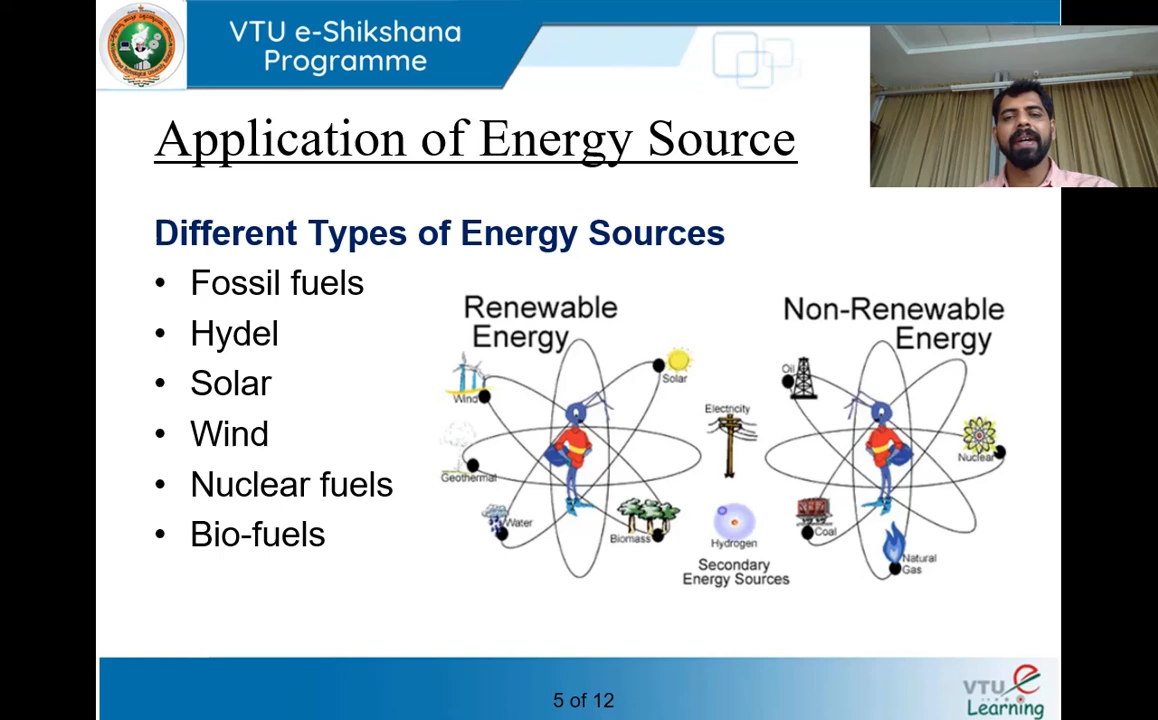 VTU e-Shikshana
Programme
Application of Energy Source
Different Types of Energy Sources
• Fossil fuels
• Hydel
• Solar
• Wind
• Nuclear fuels
• Bio-fuels
Renewable
Energy
Wind
Solar
Geothermal
Water
Biomass
Electricity
Hydrogen
Secondary
Energy Sources
Non-Renewable
Energy
Oil
Nuclear
Coal
Natural
Gas
5 of 12
VTU e
Learning